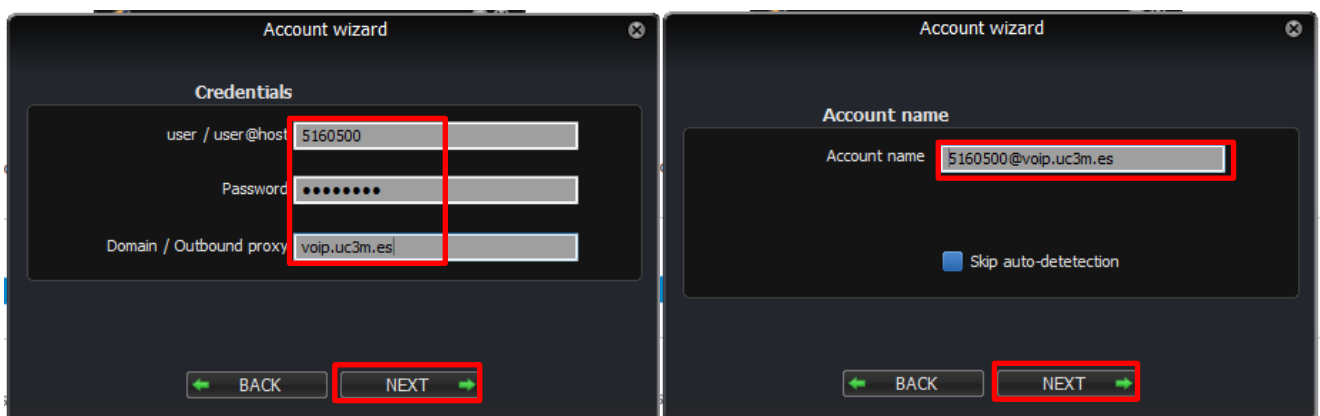 Account wizard
Credentials
user / user@host 5160500
Password ••••••••
Domain / Outbound proxy voip.uc3m.es
BACK NEXT
Account wizard
Account name
Account name 5160500@voip.uc3m.es
Skip auto-detetection
BACK NEXT